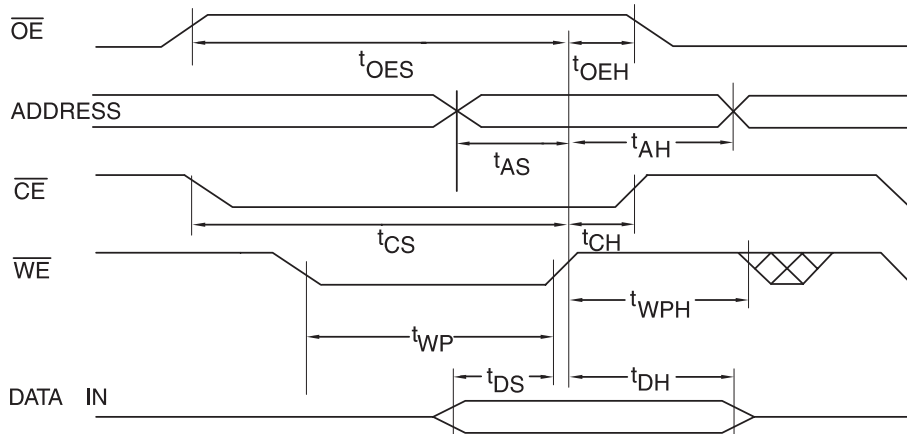 OE
tOES tOEH
ADDRESS
tAS tAH
CE
tCS tCH
WE
tWPH
tWP
tDS tDH
DATA IN